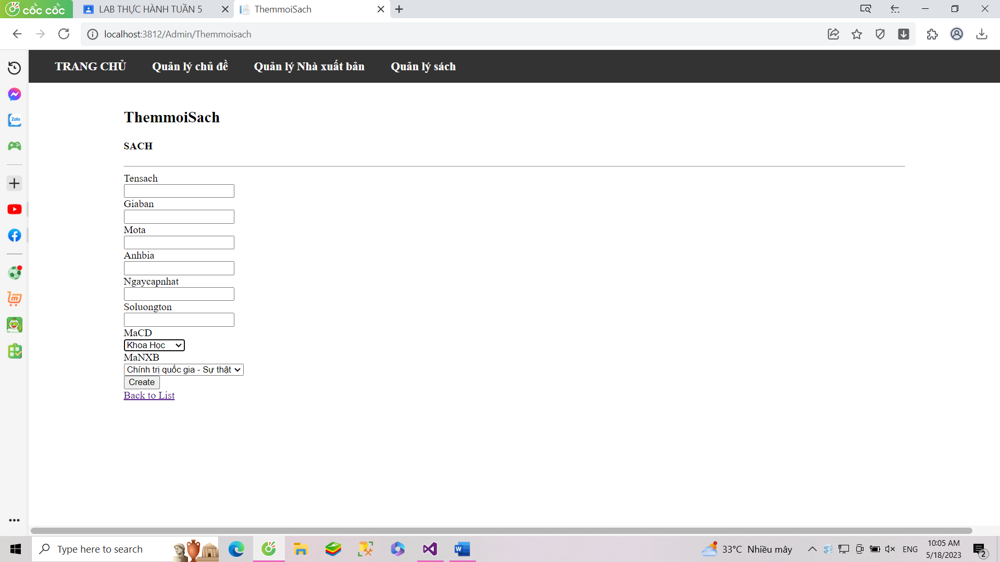 cốc cốc
LAB THỰC HÀNH TUẦN 5
ThemmoiSach
localhost:3812/Admin/Themmoisach
TRANG CHỦ Quản lý chủ đề Quản lý Nhà xuất bản Quản lý sách
Zalo
ThemmoiSach
SACH
Tensach
Giaban
Mota
Anhbia
Ngaycapnhat
Soluongton
MaCD
Khoa Học
MaNXB
Chính trị quốc gia - Sự thật
Create
Back to List
Type here to search
33°C Nhiều mây
ENG
10:05 AM
5/18/2023
2